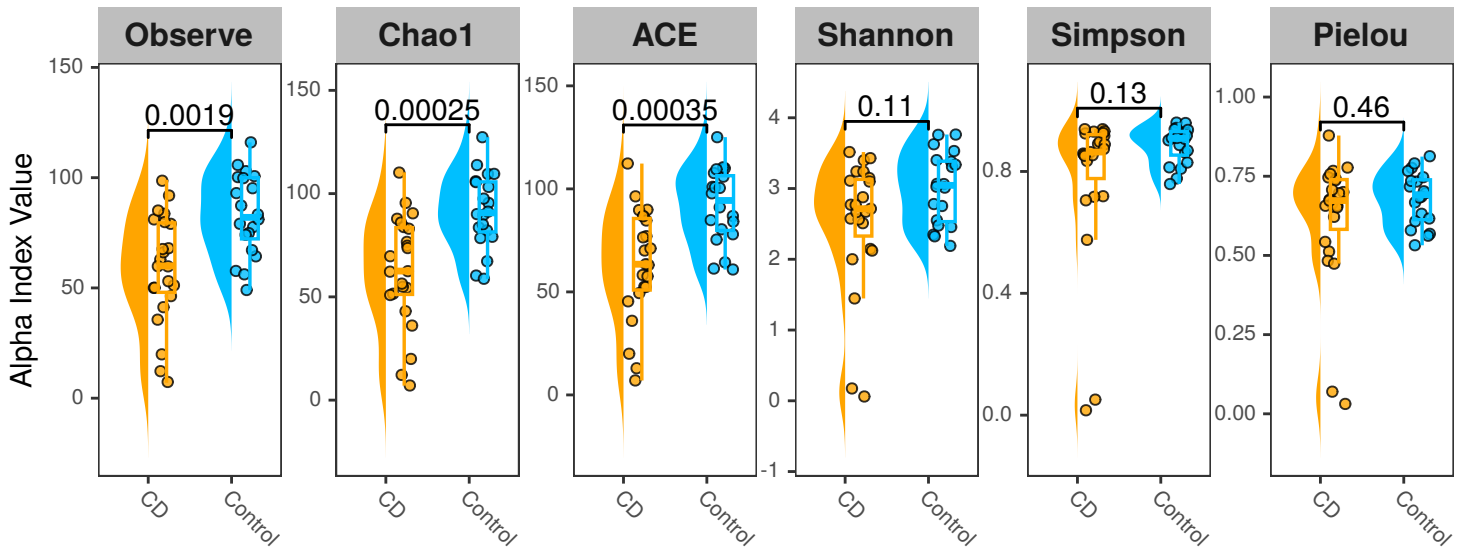 Observe
Chao1
ACE
Shannon
Simpson
Pielou
Alpha Index Value
150
100
50
0
0.0019
CD
Control
150
100
50
0
0.00025
CD
Control
150
100
50
0
0.00035
CD
Control
4
3
2
1
0
-1
0.11
CD
Control
0.8
0.4
0.0
0.13
CD
Control
1.00
0.75
0.50
0.25
0.00
0.46
CD
Control